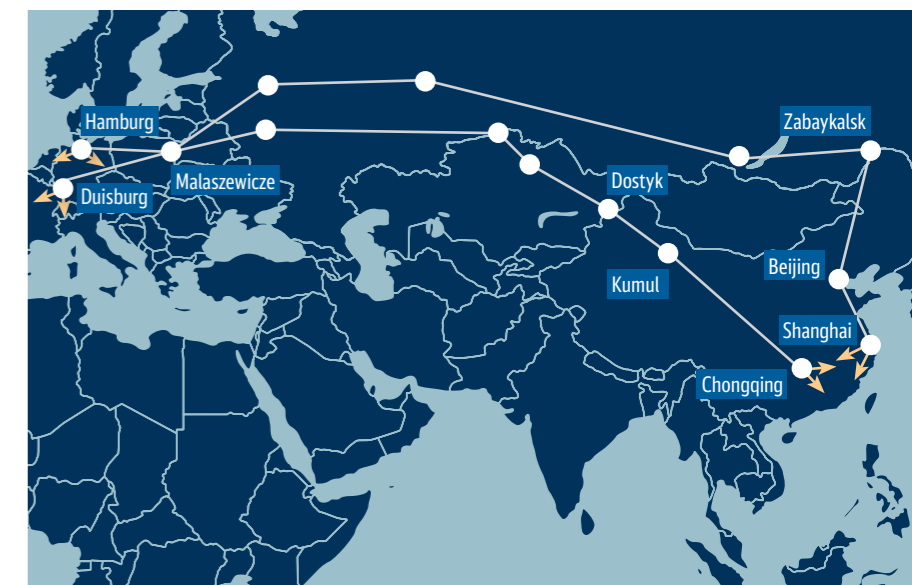 Hamburg
Zabaykalsk
Malaszewicze
Duisburg
Dostyk
Beijing
Kumul
Shanghai
Chongqing